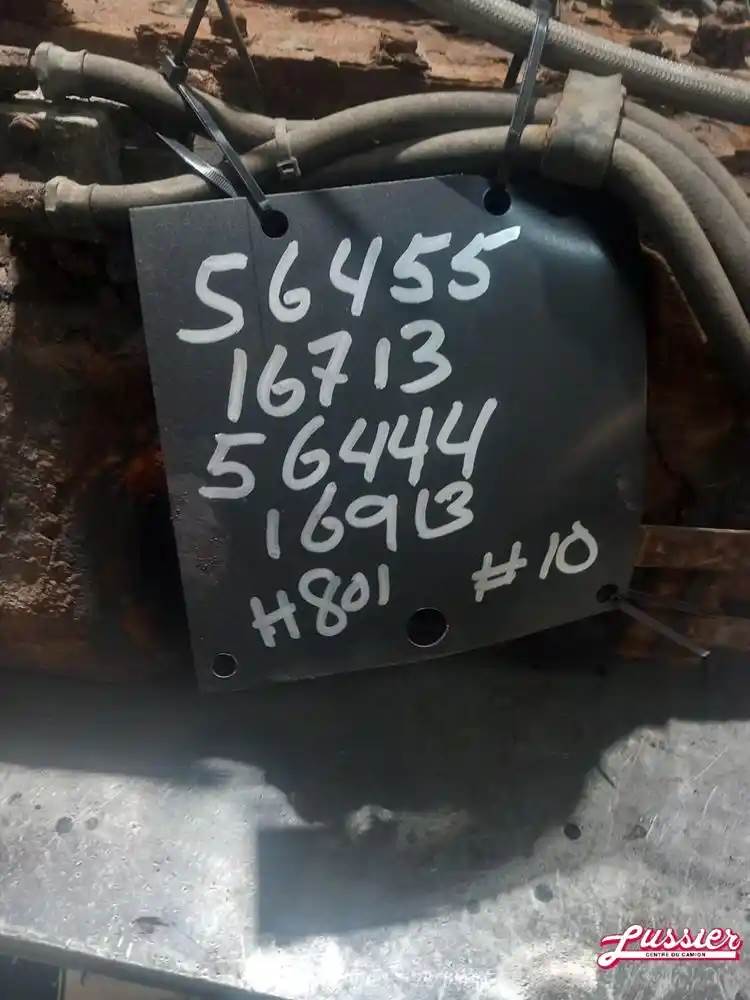 56455
16713
56444
16913
H801 #10
Lussier
CENTRE DU CAMION